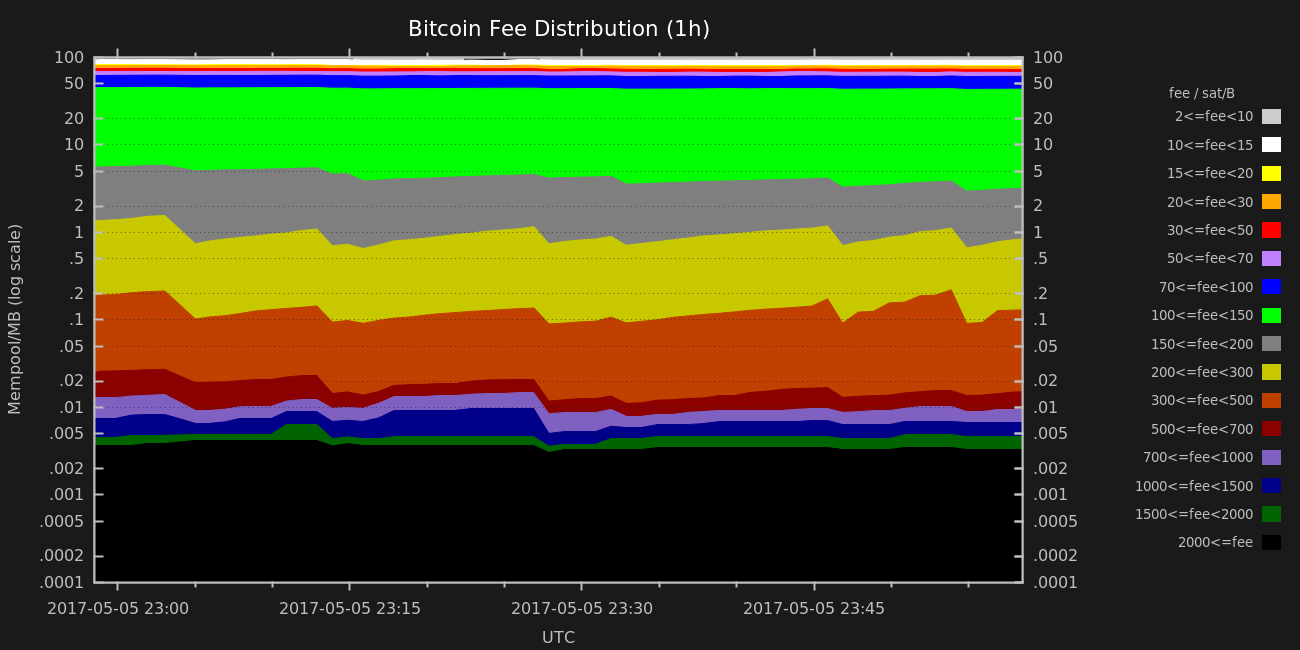 Bitcoin Fee Distribution (1h)
Mempool/MB (log scale)
100
50
20
10
5
2
1
.5
.2
.1
.05
.02
.01
.005
.002
.001
.0005
.0002
.0001
100
50
20
10
5
2
1
.5
.2
.1
.05
.02
.01
.005
.002
.001
.0005
.0002
.0001
2017-05-05 23:00
2017-05-05 23:15
2017-05-05 23:30
2017-05-05 23:45
UTC
fee / sat/B
2<=fee<10
10<=fee<15
15<=fee<20
20<=fee<30
30<=fee<50
50<=fee<70
70<=fee<100
100<=fee<150
150<=fee<200
200<=fee<300
300<=fee<500
500<=fee<700
700<=fee<1000
1000<=fee<1500
1500<=fee<2000
2000<=fee